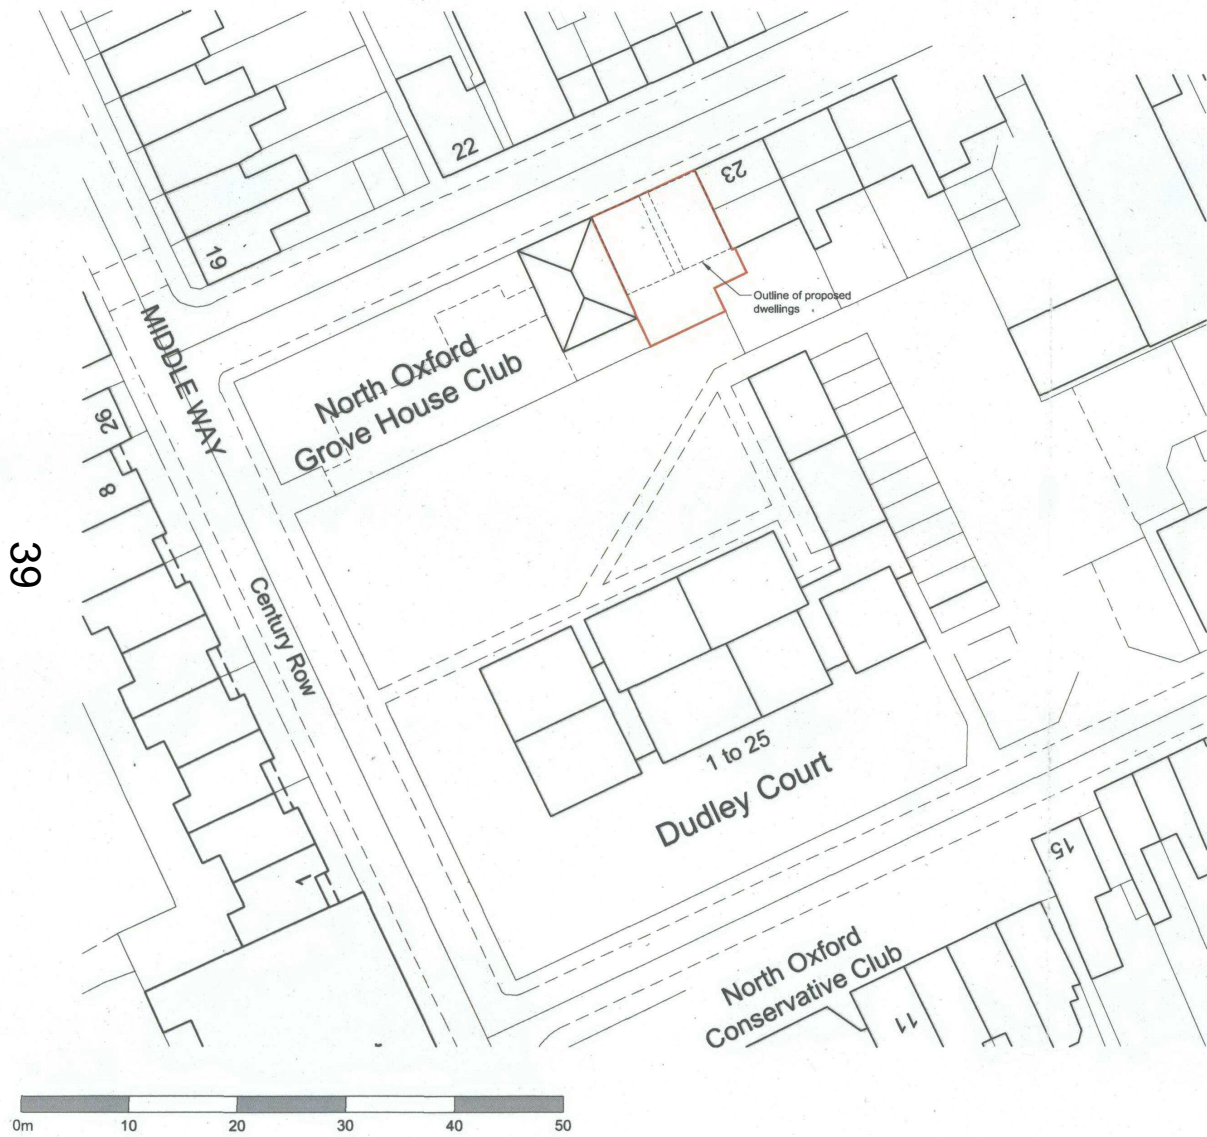 22
23
19
Outline of proposed
dwellings
MIDDLE WAY
North Oxford
Grove House Club
26
8
39
Century Row
1 to 25
Dudley Court
1
15
North Oxford
Conservative Club
11
0m 10 20 30 40 50